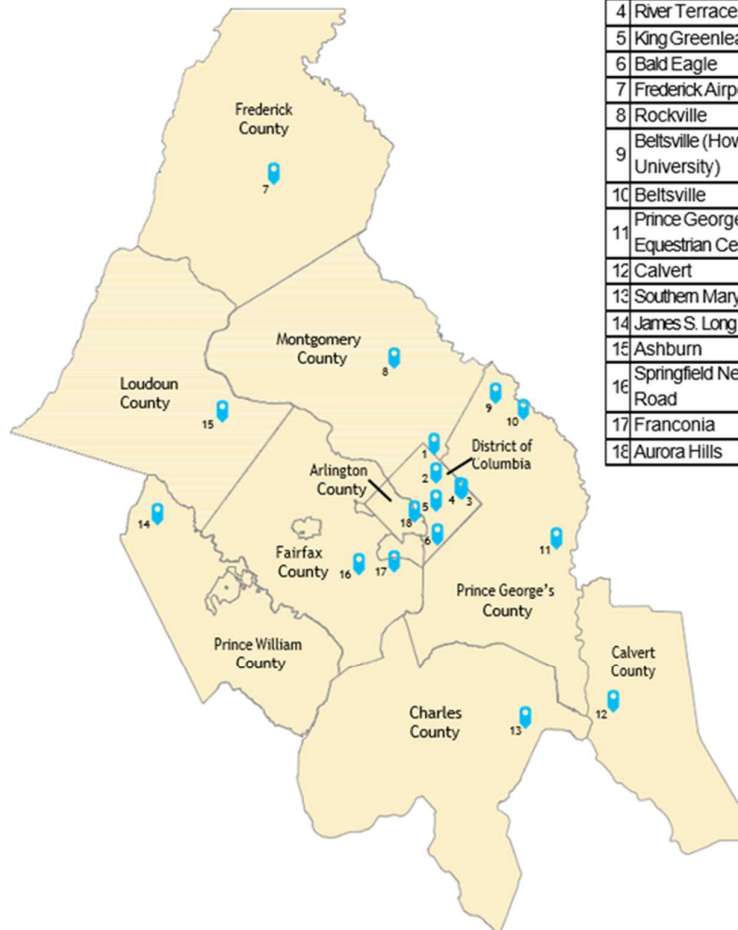 4 River Terrace
5 King Greenlea
6 Bald Eagle
7 Frederick Airp
8 Rockville
9 Beltsville (How
University)
10 Beltsville
11 Prince George
Equestrian Ce
12 Calvert
13 Southern Mary
14 James S. Long
15 Ashburn
16 Springfield Ne
Road
17 Franconia
18 Aurora Hills
Frederick
County
7
Montgomery
County
8
Loudoun
County
15
9
10
1
District of
Columbia
2
Arlington
County
4
3
5
18
14
6
11
Fairfax
County
16
17
Prince George's
County
Prince William
County
Calvert
County
12
Charles
County
13